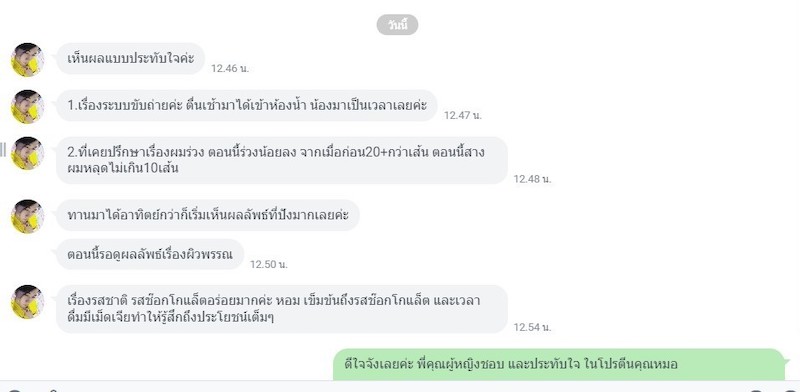 วันนี้
เห็นผลแบบประทับใจค่ะ
12.46 น.
1.เรื่องระบบขับถ่ายค่ะ ตื่นเช้ามาได้เข้าห้องน้ำ น้องมาเป็นเวลาเลยค่ะ
12.47 น.
2.ที่เคยปรึกษาเรื่องผมร่วง ตอนนี้ร่วงน้อยลง จากเมื่อก่อน20+กว่าเส้น ตอนนี้สาง
ผมหลุดไม่เกิน10เส้น
12.48 น.
ทานมาได้อาทิตย์กว่าก็เริ่มเห็นผลลัพธ์ที่ปังมากเลยค่ะ
ตอนนี้รอดูผลลัพธ์เรื่องผิวพรรณ
12.50 น.
เรื่องรสชาติ รสช๊อกโกแล็ตอร่อยมากค่ะ หอม เข็มข้นถึงรสช๊อกโกแล็ต และเวลา
ดื่มมีเม็ดเจียทำให้รู้สึกถึงประโยชน์เต็มๆ
12.54 น.
ดีใจจังเลยค่ะ พี่คุณผู้หญิงชอบ และประทับใจ ในโปรตีนคุณหมอ